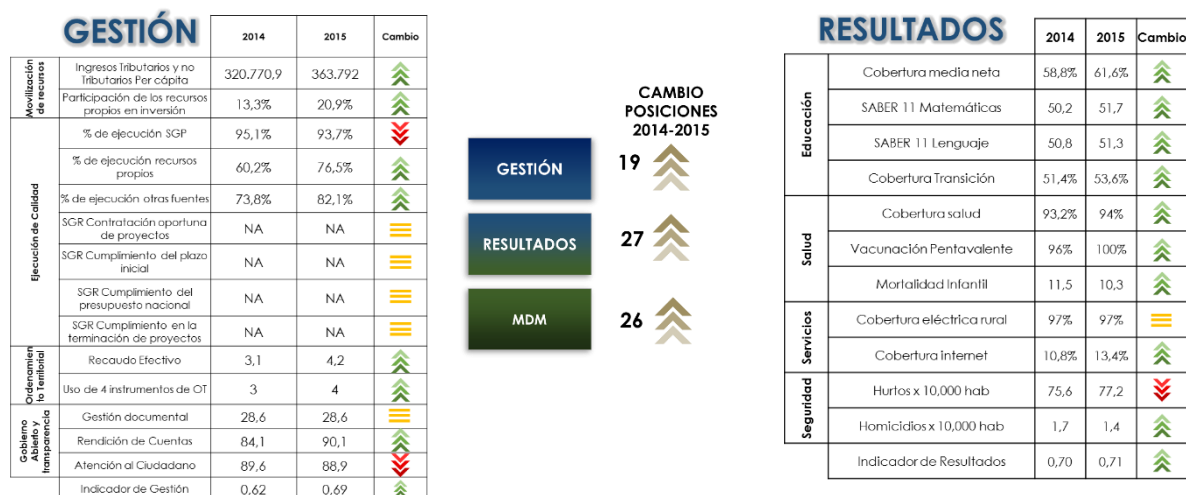 GESTIÓN
2014
2015
Cambio
Movilización
de recursos
Ingresos Tributarios y no
Tributarios Per cápita
320.770,9
363.792
Participación de los recursos
propios en inversión
13,3%
20,9%
Ejecución de Calidad
% de ejecución SGP
95,1%
93,7%
% de ejecución recursos
propios
60,2%
76,5%
% de ejecución otras fuentes
73,8%
82,1%
SGR Contratación oportuna
de proyectos
NA
NA
SGR Cumplimiento del plazo
inicial
NA
NA
SGR Cumplimiento del
presupuesto nacional
NA
NA
SGR Cumplimiento en la
terminación de proyectos
NA
NA
Ordenamien
to Territorial
Recaudo Efectivo
3,1
4,2
Uso de 4 instrumentos de OT
3
4
Gobierno
Abierto y
transparencia
Gestión documental
28,6
28,6
Rendición de Cuentas
84,1
90,1
Atención al Ciudadano
89,6
88,9
Indicador de Gestión
0,62
0,69
CAMBIO
POSICIONES
2014-2015
GESTIÓN
19
RESULTADOS
27
MDM
26
RESULTADOS
2014
2015
Cambio
Educación
Cobertura media neta
58,8%
61,6%
SABER 11 Matemáticas
50,2
51,7
SABER 11 Lenguaje
50,8
51,3
Cobertura Transición
51,4%
53,6%
Salud
Cobertura salud
93,2%
94%
Vacunación Pentavalente
96%
100%
Mortalidad Infantil
11,5
10,3
Servicios
Cobertura eléctrica rural
97%
97%
Cobertura internet
10,8%
13,4%
Seguridad
Hurtos x 10,000 hab
75,6
77,2
Homicidios x 10,000 hab
1,7
1,4
Indicador de Resultados
0,70
0,71